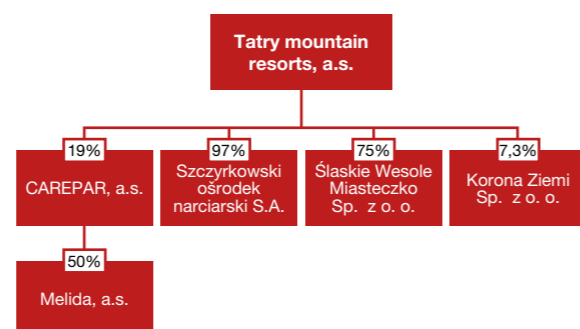 Tatry mountain
resorts, a.s.
19%
CAREPAR, a.s.
97%
Szczyrkowski
ośrodek
narciarski S.A.
75%
Ślaskie Wesole
Miasteczko
Sp. z o. o.
7,3%
Korona Ziemi
Sp. z o. o.
50%
Melida, a.s.